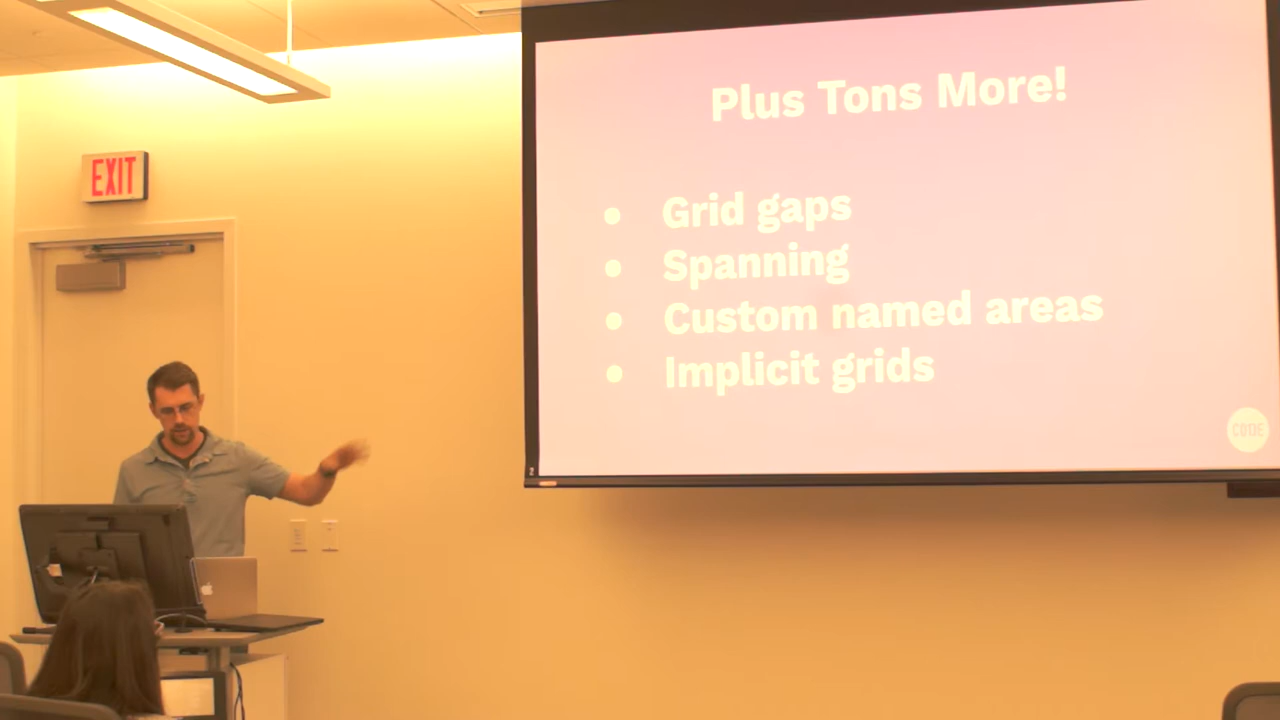 Plus Tons More!
EXIT
● Grid gaps
● Spanning
● Custom named areas
● Implicit grids
CODE